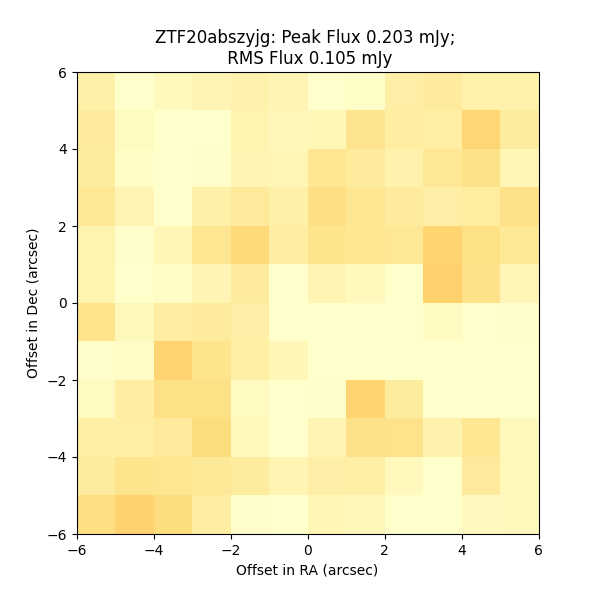 ZTF20abszyjg: Peak Flux 0.203 mJy;
RMS Flux 0.105 mJy
6
4
2
0
−2
−4
−6
Offset in Dec (arcsec)
−6 −4 −2 0 2 4 6
Offset in RA (arcsec)